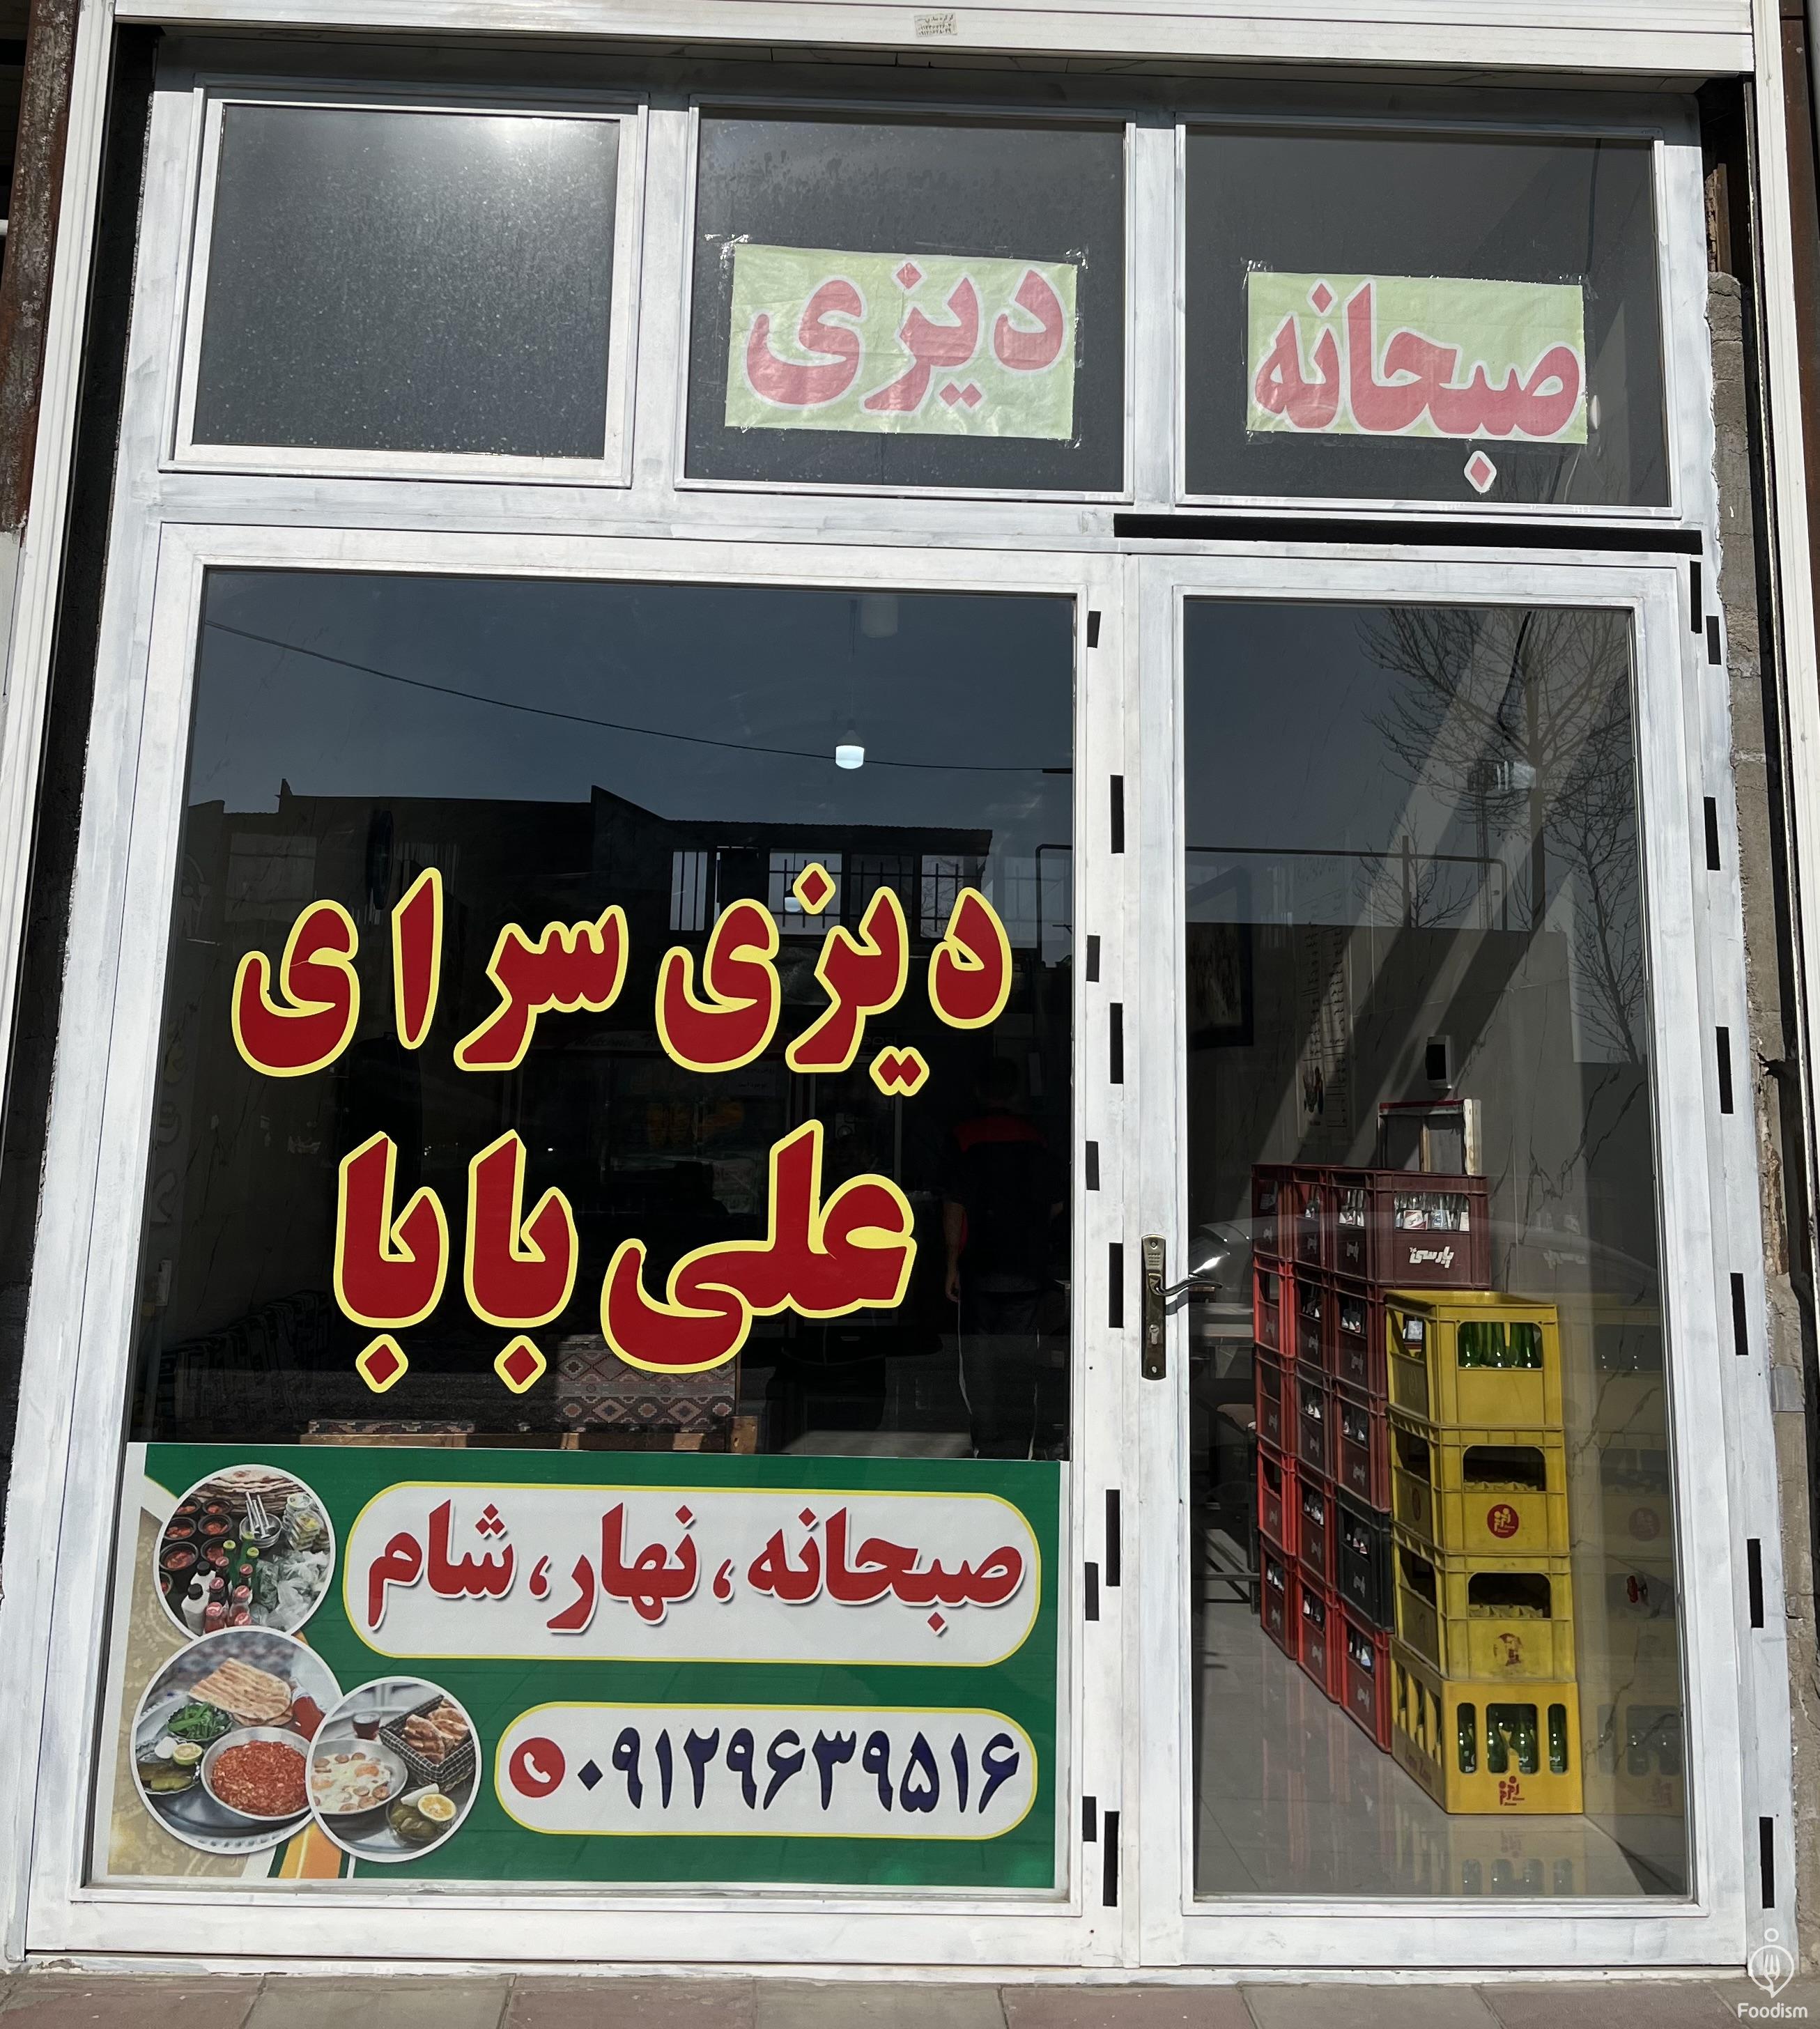 صبحانه
دیزی
دیزی سرای
علی بابا
صبحانه، نهار، شام
۰۹۱۲۹۶۳۹۵۱۶
پارسی
Foodism